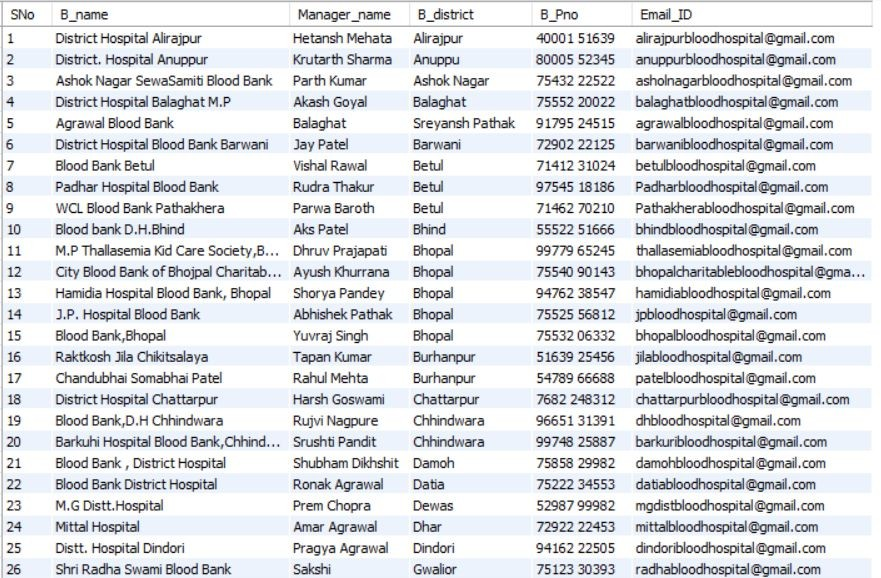 SNo B_name Manager_name B_district B_Pno Email_ID
1 District Hospital Alirajpur Hetansh Mehata Alirajpur 40001 51639 alirajpurbloodhospital@gmail.com
2 District. Hospital Anuppur Krutarth Sharma Anuppu 80005 52345 anuppurbloodhospital@gmail.com
3 Ashok Nagar SewaSamiti Blood Bank Parth Kumar Ashok Nagar 75432 22522 asholnagarbloodhospital@gmail.com
4 District Hospital Balaghat M.P Akash Goyal Balaghat 75552 20022 balaghatbloodhospital@gmail.com
5 Agrawal Blood Bank Balaghat Sreyansh Pathak 91795 24515 agrawalbloodhospital@gmail.com
6 District Hospital Blood Bank Barwani Jay Patel Barwani 72902 22125 barwanibloodhospital@gmail.com
7 Blood Bank Betul Vishal Rawal Betul 71412 31024 betulbloodhospital@gmail.com
8 Padhar Hospital Blood Bank Rudra Thakur Betul 97545 18186 Padharbloodhospital@gmail.com
9 WCL Blood Bank Pathakhera Parwa Baroth Betul 71462 70210 Pathakherabloodhospital@gmail.com
10 Blood bank D.H.Bhind Aks Patel Bhind 55522 51666 bhindbloodhospital@gmail.com
11 M.P Thallasemia Kid Care Society,B... Dhruv Prajapati Bhopal 99779 65245 thallasemiabloodhospital@gmail.com
12 City Blood Bank of Bhojpal Charitab... Ayush Khurrana Bhopal 75540 90143 bhopalcharitablebloodhospital@gma...
13 Hamidia Hospital Blood Bank, Bhopal Shorya Pandey Bhopal 94762 38547 hamidiabloodhospital@gmail.com
14 J.P. Hospital Blood Bank Abhishek Pathak Bhopal 75525 56812 jpbloodhospital@gmail.com
15 Blood Bank,Bhopal Yuvraj Singh Bhopal 75532 06332 bhopalbloodhospital@gmail.com
16 Raktkosh Jila Chikitsalaya Tapan Kumar Burhanpur 51639 25456 jilabloodhospital@gmail.com
17 Chandubhai Somabhai Patel Rahul Mehta Burhanpur 54789 66688 patelbloodhospital@gmail.com
18 District Hospital Chattarpur Harsh Goswami Chattarpur 7682 248312 chattarpurbloodhospital@gmail.com
19 Blood Bank,D.H Chhindwara Rujvi Nagpure Chhindwara 96651 31391 dhbloodhospital@gmail.com
20 Barkuhi Hospital Blood Bank,Chhind... Srushti Pandit Chhindwara 99748 25887 barkuribloodhospital@gmail.com
21 Blood Bank , District Hospital Shubham Dikhshit Damoh 75858 29982 damohbloodhospital@gmail.com
22 Blood Bank District Hospital Ronak Agrawal Datia 75222 34553 datiabloodhospital@gmail.com
23 M.G Distt.Hospital Prem Chopra Dewas 52987 99982 mgdistbloodhospital@gmail.com
24 Mittal Hospital Amar Agrawal Dhar 72922 22453 mittalbloodhospital@gmail.com
25 Distt. Hospital Dindori Pragya Agrawal Dindori 94162 22505 dindoribloodhospital@gmail.com
26 Shri Radha Swami Blood Bank Sakshi Gwalior 75123 30393 radhabloodhospital@gmail.com